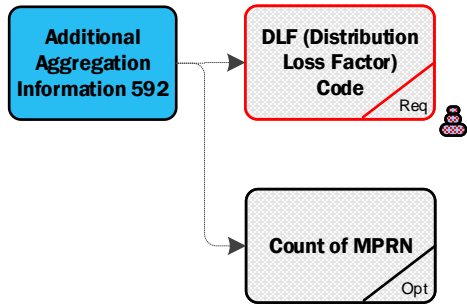 Additional
Aggregation
Information 592
DLF (Distribution
Loss Factor)
Code
Req
Count of MPRN
Opt